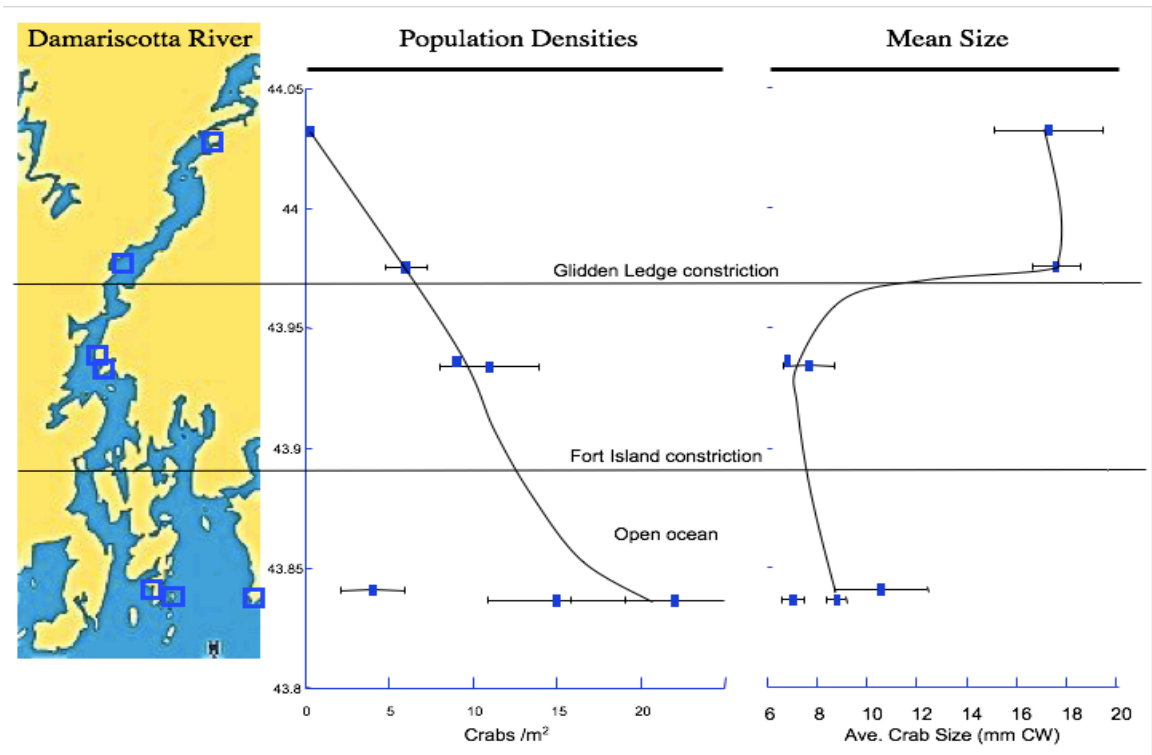 Damariscotta River
Population Densities
Mean Size
44.05
44
Glidden Ledge constriction
43.95
43.9
Fort Island constriction
Open ocean
43.85
43.8
0 5 10 15 20
6 8 10 12 14 16 18 20
Crabs /m²
Ave. Crab Size (mm CW)